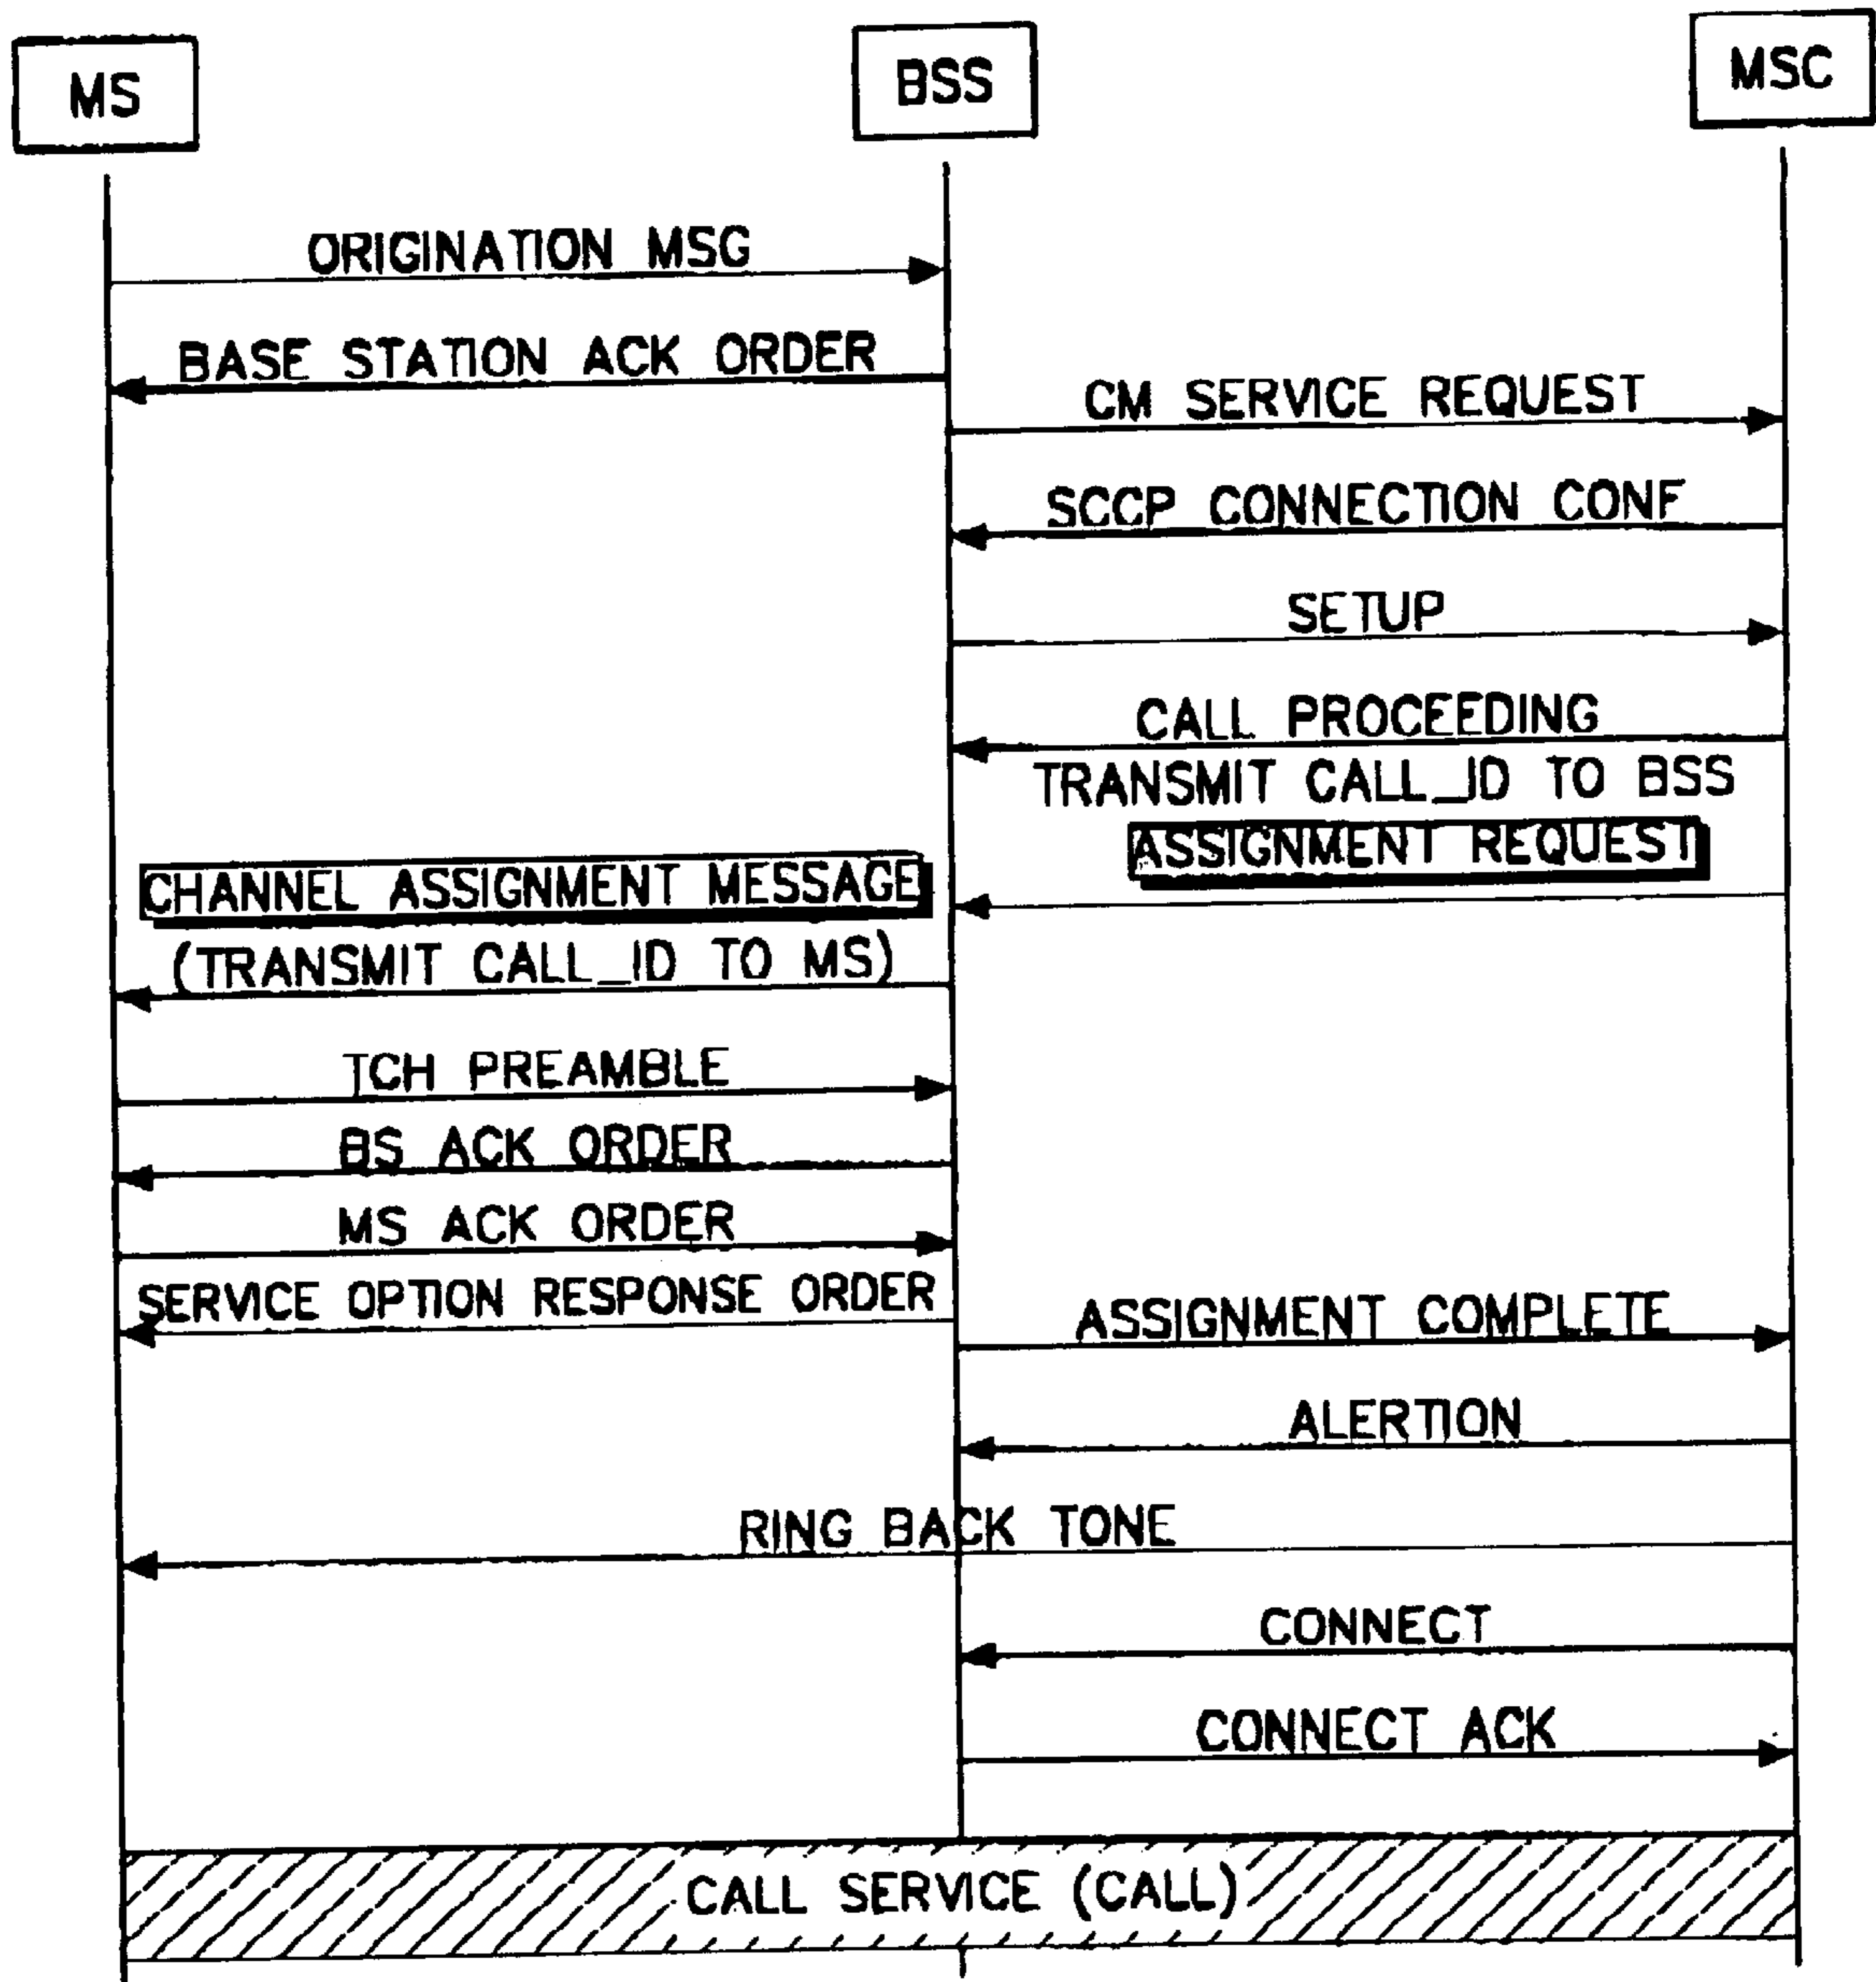 MS
BSS
MSC
ORIGINATION MSG
BASE STATION ACK ORDER
CM SERVICE REQUEST
SCCP CONNECTION CONF
SETUP
CALL PROCEEDING
TRANSMIT CALL_ID TO BSS
ASSIGNMENT REQUEST
CHANNEL ASSIGNMENT MESSAGE
(TRANSMIT CALL_ID TO MS)
TCH PREAMBLE
BS ACK ORDER
MS ACK ORDER
SERVICE OPTION RESPONSE ORDER
ASSIGNMENT COMPLETE
ALERTION
RING BACK TONE
CONNECT
CONNECT ACK
CALL SERVICE (CALL)